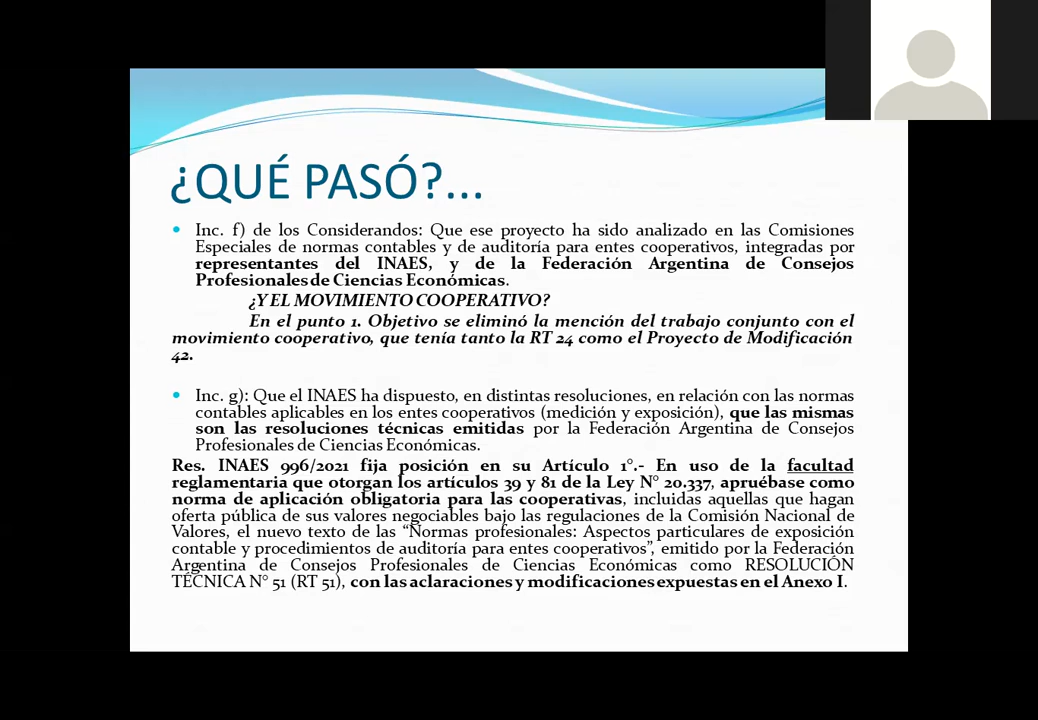 ¿QUÉ PASÓ?...
Inc. f) de los Considerandos: Que ese proyecto ha sido analizado en las Comisiones
Especiales de normas contables y de auditoría para entes cooperativos, integradas por
representantes del INAES, y de la Federación Argentina de Consejos
Profesionales de Ciencias Económicas.
¿Y EL MOVIMIENTO COOPERATIVO?
En el punto 1. Objetivo se eliminó la mención del trabajo conjunto con el
movimiento cooperativo, que tenía tanto la RT 24 como el Proyecto de Modificación
42.
Inc. g): Que el INAES ha dispuesto, en distintas resoluciones, en relación con las normas
contables aplicables en los entes cooperativos (medición y exposición), que las mismas
son las resoluciones técnicas emitidas por la Federación Argentina de Consejos
Profesionales de Ciencias Económicas.
Res. INAES 996/2021 fija posición en su Artículo 1°.- En uso de la facultad
reglamentaria que otorgan los artículos 39 y 81 de la Ley N° 20.337, apruébase como
norma de aplicación obligatoria para las cooperativas, incluidas aquellas que hagan
oferta pública de sus valores negociables bajo las regulaciones de la Comisión Nacional de
Valores, el nuevo texto de las “Normas profesionales: Aspectos particulares de exposición
contable y procedimientos de auditoría para entes cooperativos”, emitido por la Federación
Argentina de Consejos Profesionales de Ciencias Económicas como RESOLUCIÓN
TÉCNICA N° 51 (RT 51), con las aclaraciones y modificaciones expuestas en el Anexo I.